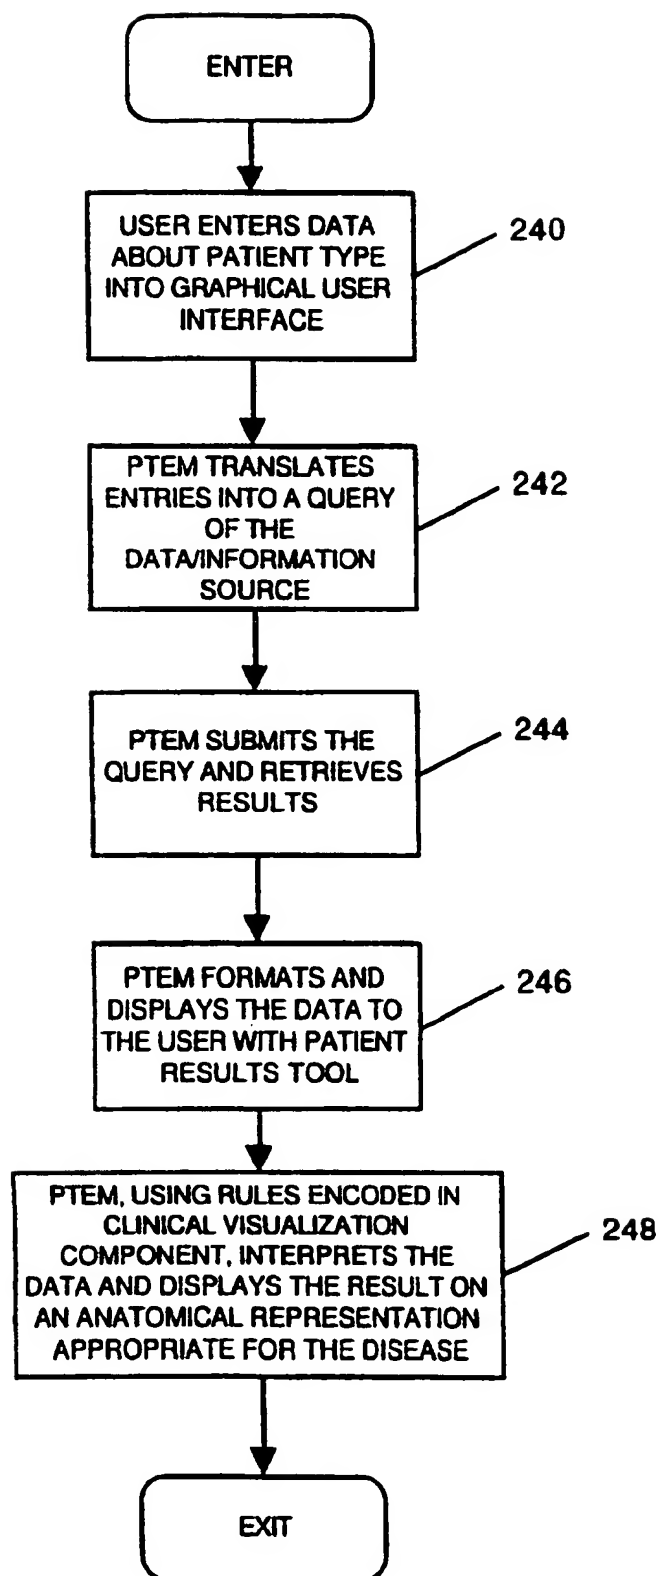 ENTER
USER ENTERS DATA
ABOUT PATIENT TYPE
INTO GRAPHICAL USER
INTERFACE
240
PTEM TRANSLATES
ENTRIES INTO A QUERY
OF THE
DATA/INFORMATION
SOURCE
242
PTEM SUBMITS THE
QUERY AND RETRIEVES
RESULTS
244
PTEM FORMATS AND
DISPLAYS THE DATA TO
THE USER WITH PATIENT
RESULTS TOOL
246
PTEM, USING RULES ENCODED IN
CLINICAL VISUALIZATION
COMPONENT, INTERPRETS THE
DATA AND DISPLAYS THE RESULT ON
AN ANATOMICAL REPRESENTATION
APPROPRIATE FOR THE DISEASE
248
EXIT